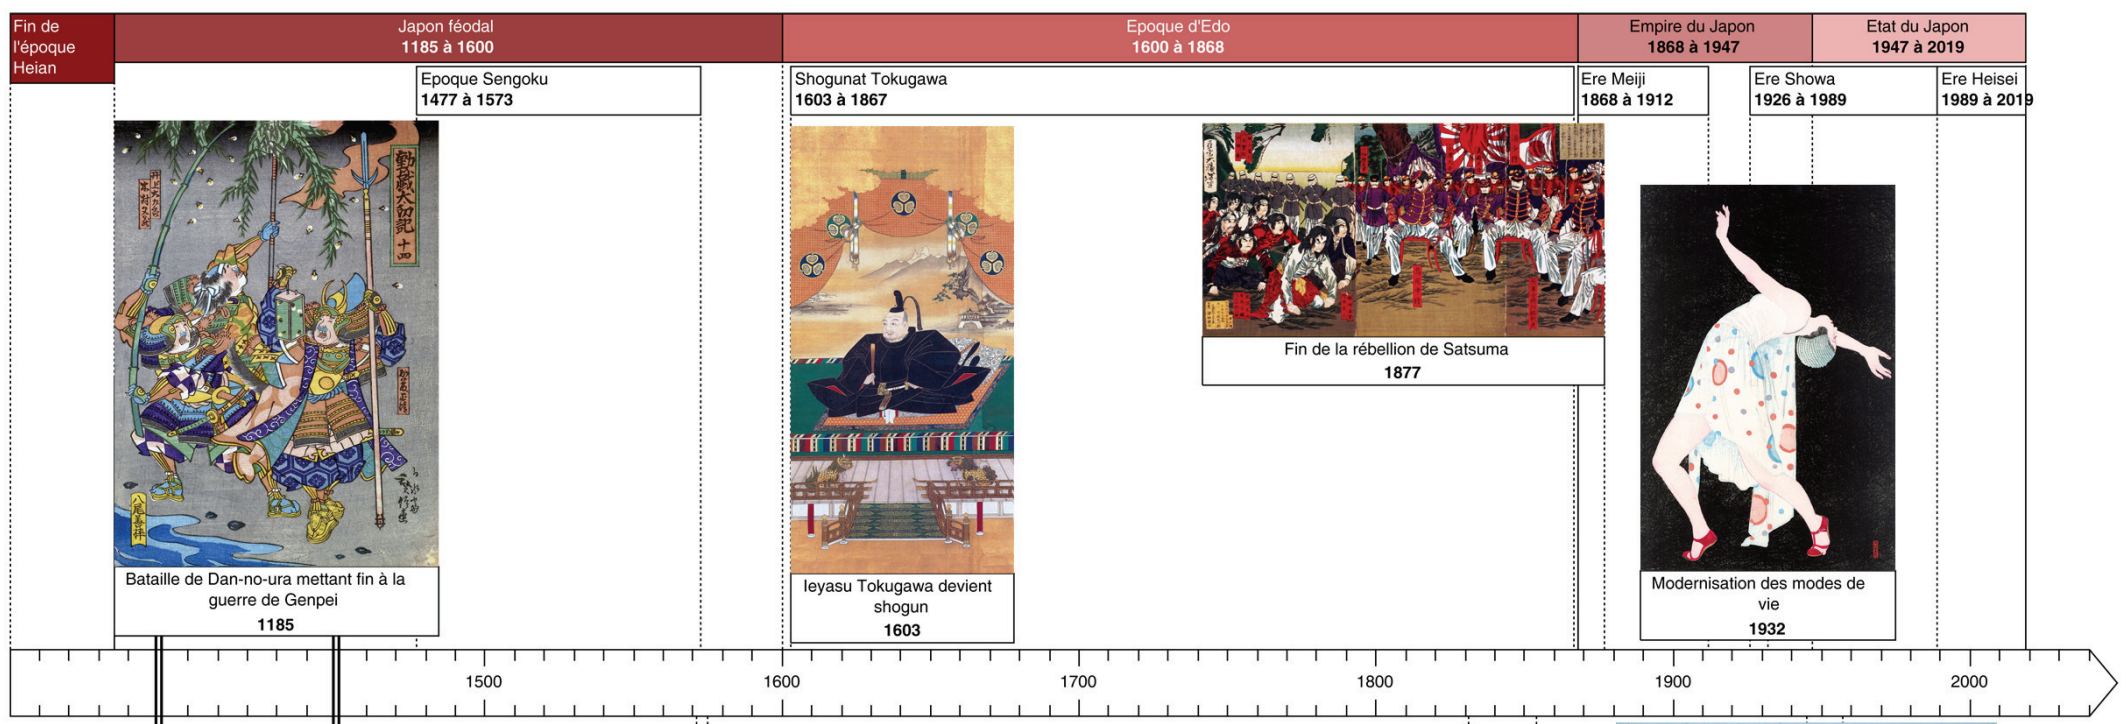 Fin de
l'époque
Heian
Japon féodal
1185 à 1600
Epoque d'Edo
1600 à 1868
Empire du Japon
1868 à 1947
Etat du Japon
1947 à 2019
Epoque Sengoku
1477 à 1573
Shogunat Tokugawa
1603 à 1867
Ere Meiji
1868 à 1912
Ere Showa
1926 à 1989
Ere Heisei
1989 à 2019
Bataille de Dan-no-ura mettant fin à la
guerre de Genpei
1185
Ieyasu Tokugawa devient
shogun
1603
Fin de la rébellion de Satsuma
1877
Modernisation des modes de
vie
1932
1500
1600
1700
1800
1900
2000